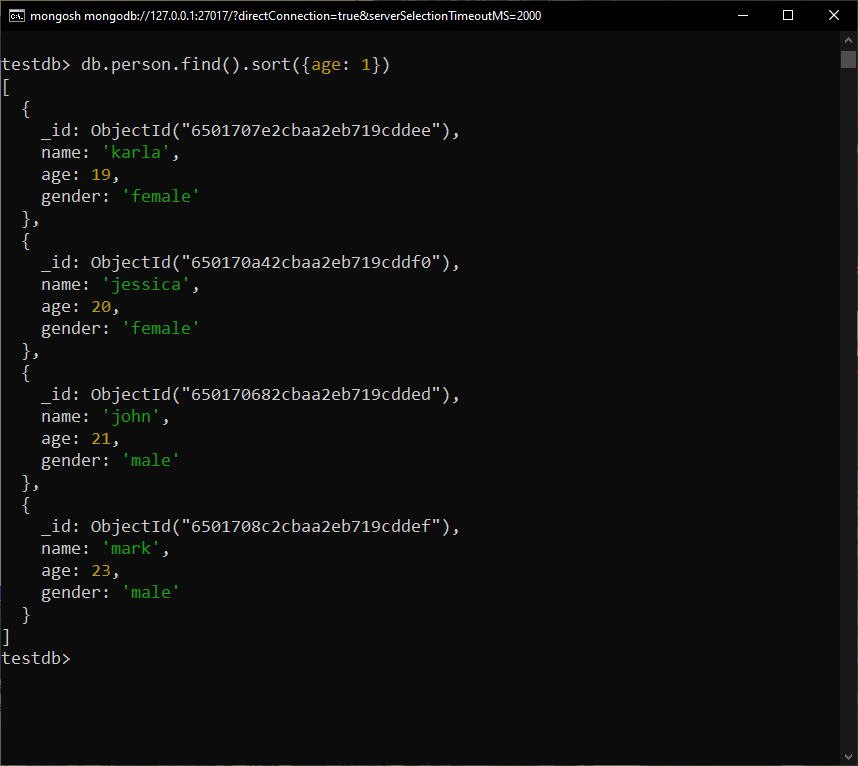 mongosh mongodb://127.0.0.1:27017/?directConnection=true&serverSelectionTimeoutMS=2000
testdb> db.person.find().sort({age: 1})
[
  {
    _id: ObjectId("6501707e2cbaa2eb719cddee"),
    name: 'karla',
    age: 19,
    gender: 'female'
  },
  {
    _id: ObjectId("650170a42cbaa2eb719cddf0"),
    name: 'jessica',
    age: 20,
    gender: 'female'
  },
  {
    _id: ObjectId("650170682cbaa2eb719cdded"),
    name: 'john',
    age: 21,
    gender: 'male'
  },
  {
    _id: ObjectId("6501708c2cbaa2eb719cddef"),
    name: 'mark',
    age: 23,
    gender: 'male'
  }
]
testdb>